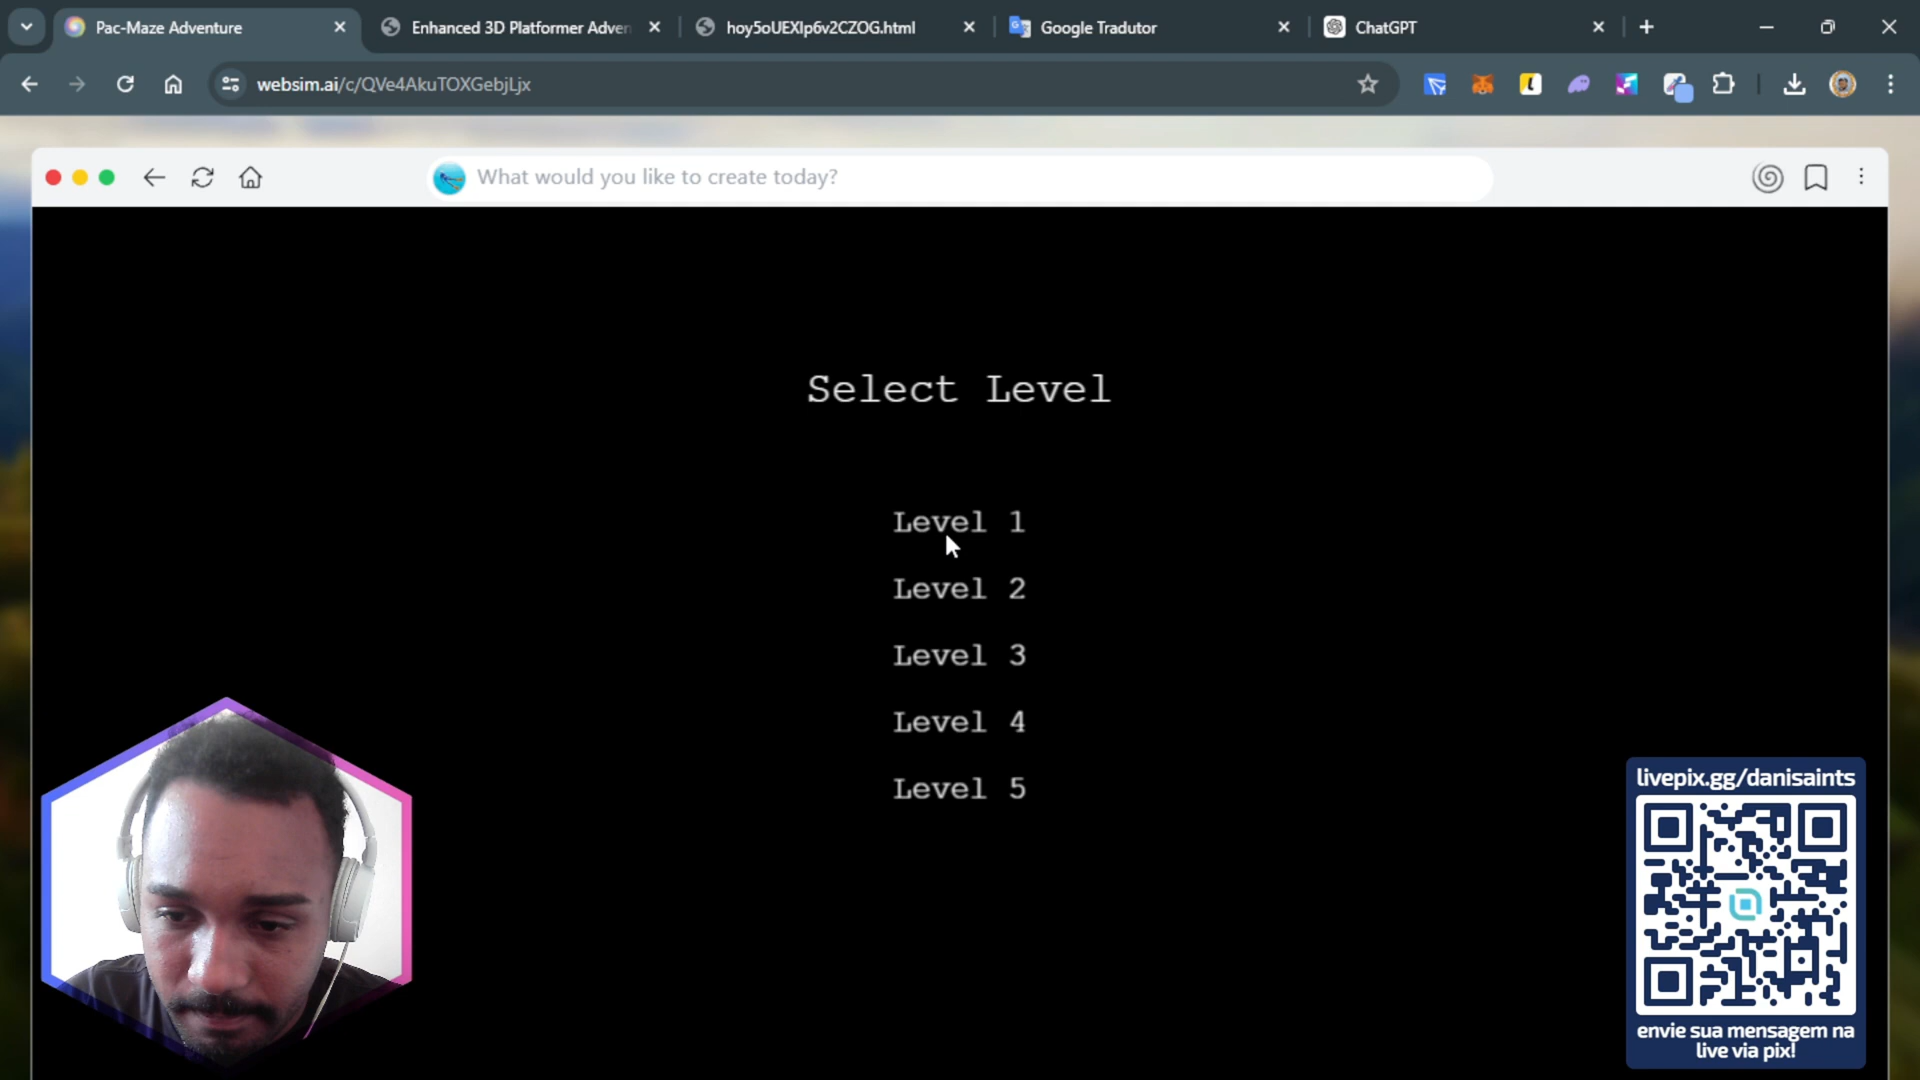 Pac-Maze Adventure
Enhanced 3D Platformer Adven
hoy5oUEXIp6v2CZOG.html
Google Tradutor
ChatGPT
websim.ai/c/QVe4AkuTOXGebjLjx
What would you like to create today?
Select Level
Level 1
Level 2
Level 3
Level 4
Level 5
livepix.gg/danisaints
envie sua mensagem na
live via pix!